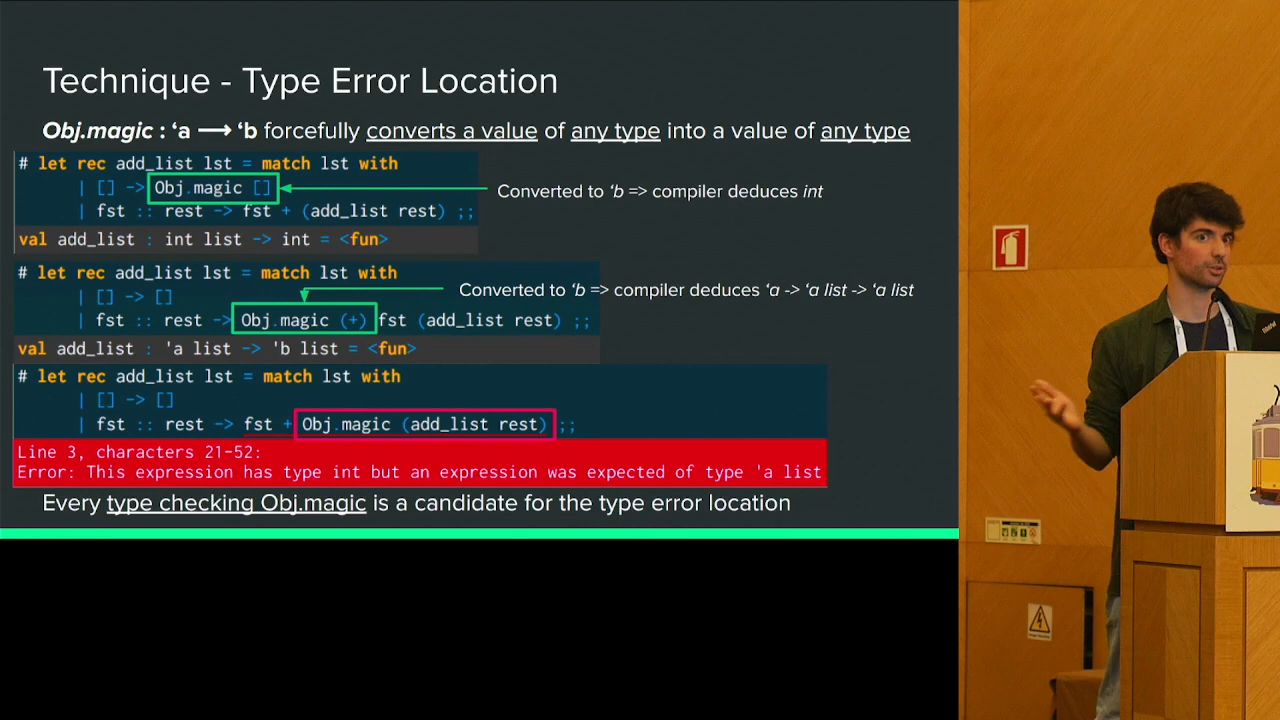 Technique - Type Error Location
Obj.magic : ‘a ⟶ ‘b forcefully converts a value of any type into a value of any type
# let rec add_list lst = match lst with
| [] -> Obj.magic []
| fst :: rest -> fst + (add_list rest) ;;
val add_list : int list -> int = <fun>
Converted to ‘b => compiler deduces int
# let rec add_list lst = match lst with
| [] -> []
| fst :: rest -> Obj.magic (+) fst (add_list rest) ;;
val add_list : 'a list -> 'b list = <fun>
Converted to ‘b => compiler deduces ‘a -> ‘a list -> ‘a list
# let rec add_list lst = match lst with
| [] -> []
| fst :: rest -> fst + Obj.magic (add_list rest) ;;
Line 3, characters 21-52:
Error: This expression has type int but an expression was expected of type 'a list
Every type checking Obj.magic is a candidate for the type error location